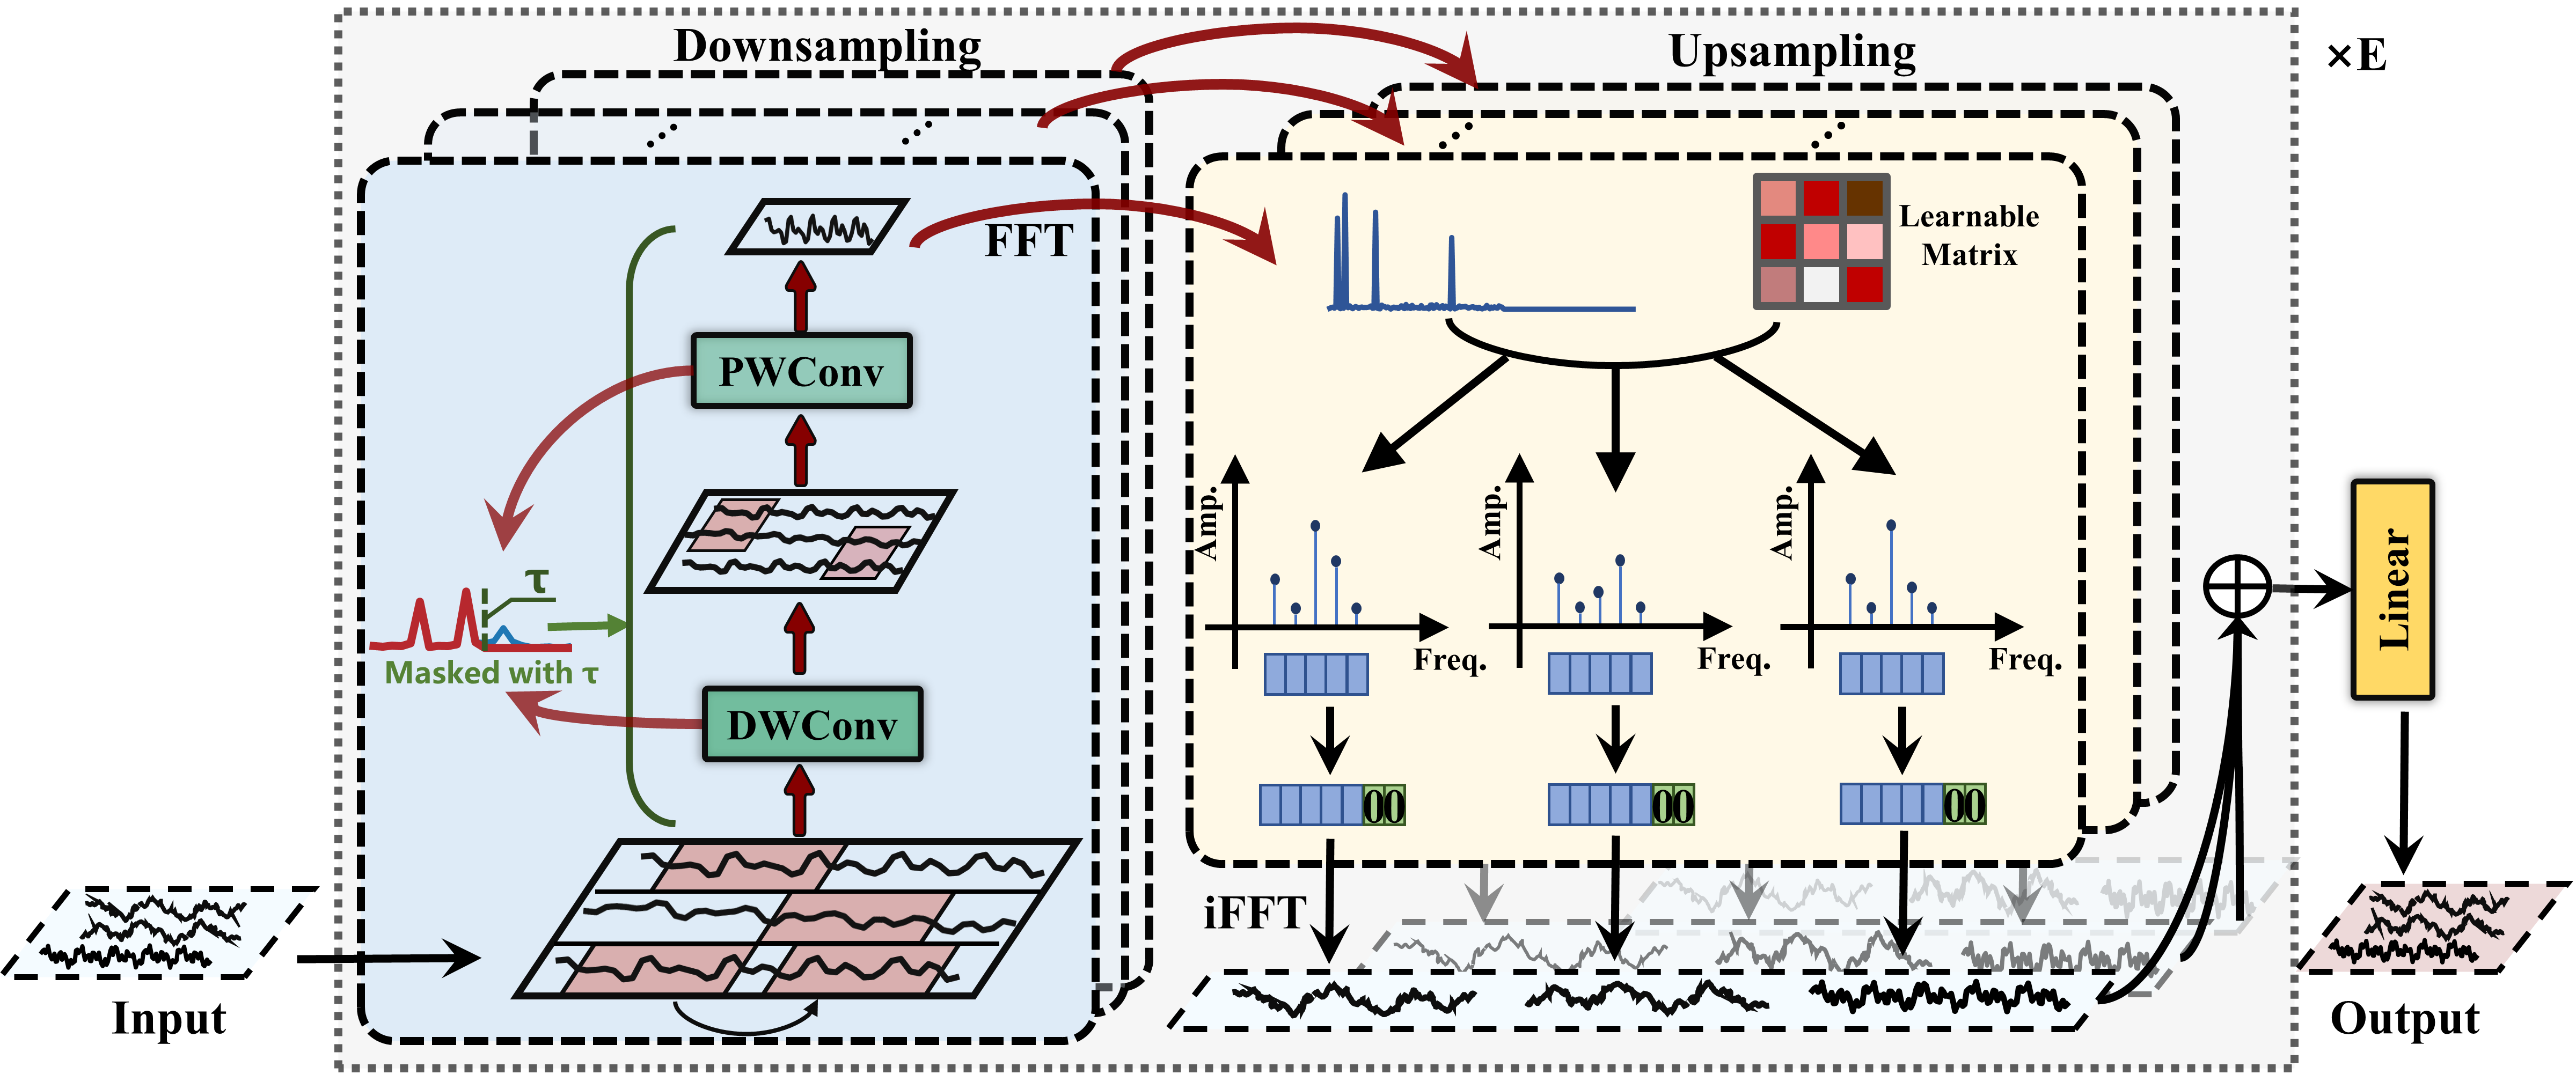 Downsampling
Upsampling
×E
FFT
Learnable
Matrix
PWConv
τ
Masked with τ
DWConv
Amp.
Freq.
Amp.
Freq.
Amp.
Freq.
00
00
00
iFFT
Linear
Input
Output